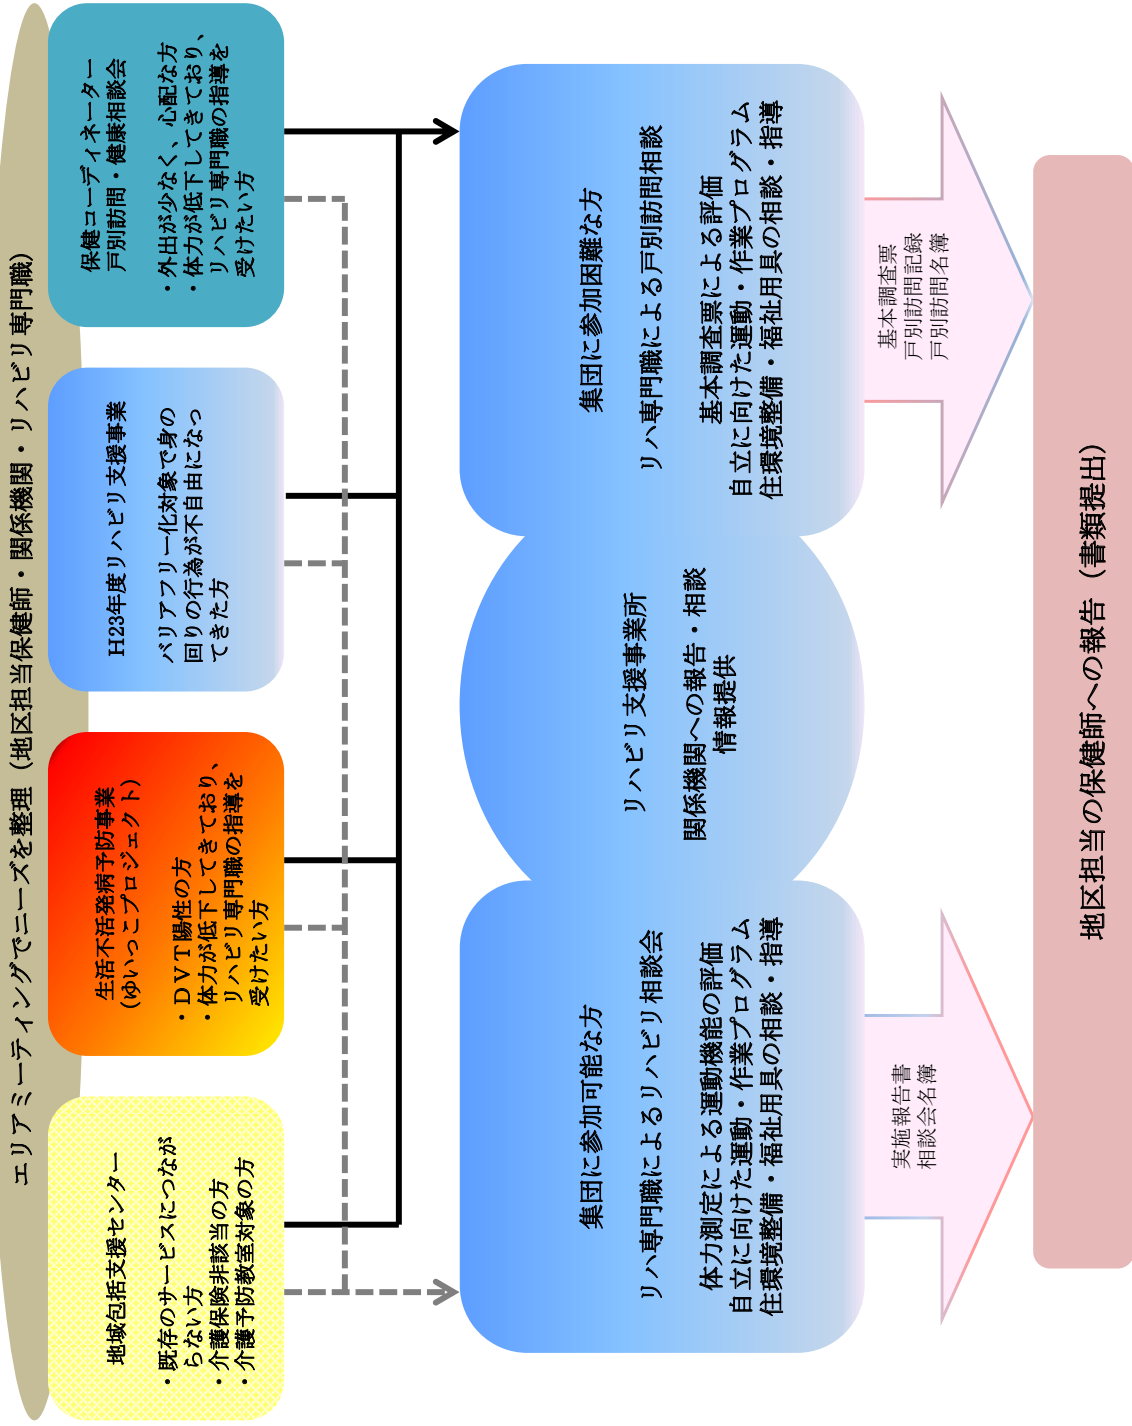 エリアミーティングでニーズを整理（地区担当保健師・関係機関・リハビリ専門職）
地域包括支援センター
・既存のサービスにつなが
らない方
・介護保険非該当の方
・介護予防教室対象の方
生活不活発病予防事業
（ゆいっこプロジェクト）
・ＤＶＴ陽性の方
・体力が低下してきており、
リハビリ専門職の指導を
受けたい方
H23年度リハビリ支援事業
バリアフリー化対象で身の
回りの行為が不自由になっ
てきた方
保健コーディネーター
戸別訪問・健康相談会
・外出が少なく、心配な方
・体力が低下してきており、
リハビリ専門職の指導を
受けたい方
集団に参加可能な方
リハ専門職によるリハビリ相談会
体力測定による運動機能の評価
自立に向けた運動・作業プログラム
住環境整備・福祉用具の相談・指導
リハビリ支援事業所
関係機関への報告・相談
情報提供
集団に参加困難な方
リハ専門職による戸別訪問相談
基本調査票による評価
自立に向けた運動・作業プログラム
住環境整備・福祉用具の相談・指導
実施報告書
相談会名簿
基本調査票
戸別訪問記録
戸別訪問名簿
地区担当の保健師への報告（書類提出）